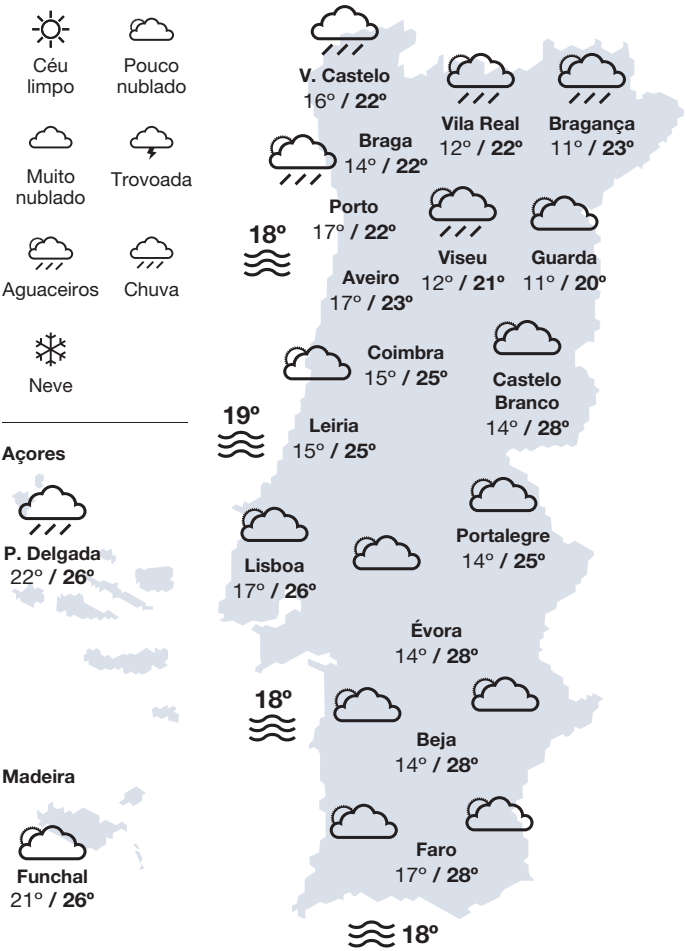 Céu
limpo
Pouco
nublado
Muito
nublado
Trovoada
Aguaceiros
Chuva
Neve
Açores
P. Delgada
22º / 26º
Madeira
Funchal
21º / 26º
V. Castelo
16º / 22º
Vila Real
12º / 22º
Bragança
11º / 23º
Braga
14º / 22º
Porto
17º / 22º
18º
Viseu
12º / 21º
Guarda
11º / 20º
Aveiro
17º / 23º
Coimbra
15º / 25º
Castelo
Branco
14º / 28º
19º
Leiria
15º / 25º
Portalegre
14º / 25º
Lisboa
17º / 26º
Évora
14º / 28º
18º
Beja
14º / 28º
Faro
17º / 28º
18º